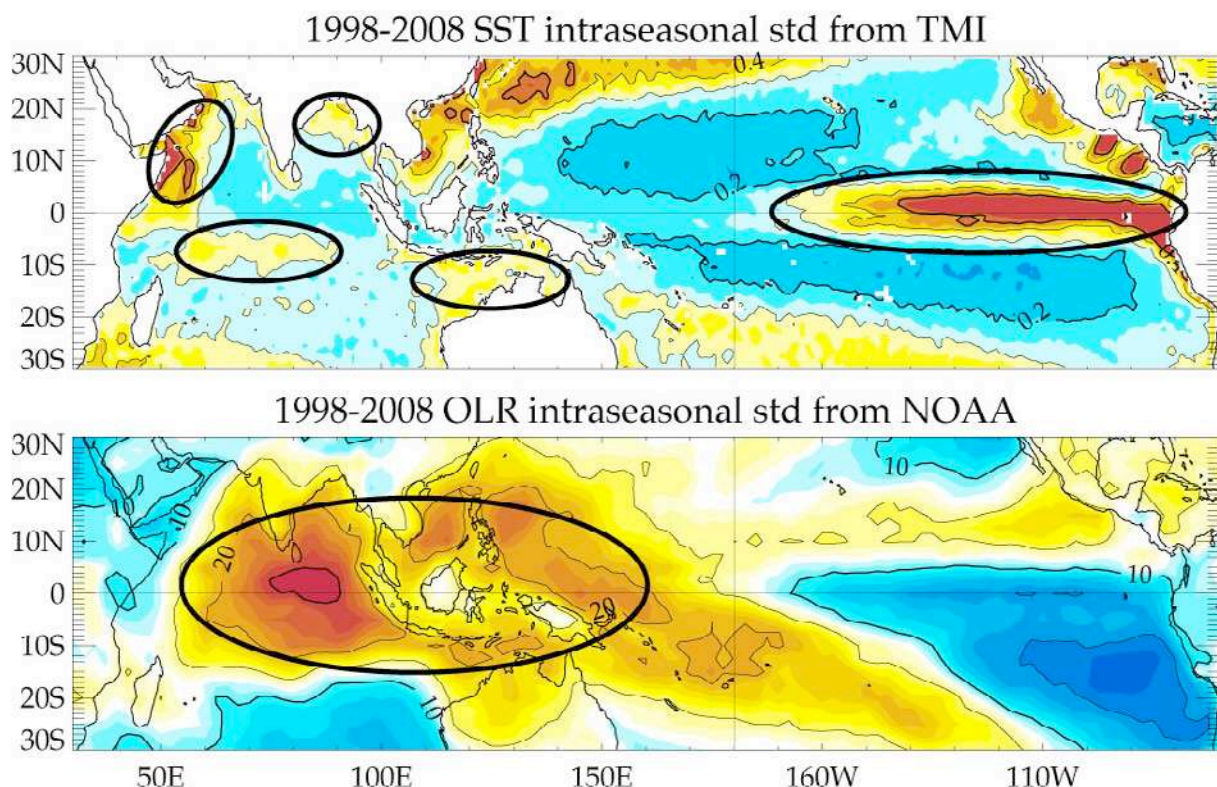 1998-2008 SST intraseasonal std from TMI
30N
20N
10N
0
10S
20S
30S
0.4
0.2
0.2
1998-2008 OLR intraseasonal std from NOAA
30N
20N
10N
0
10S
20S
30S
10
20
10
20
10
10
50E 100E 150E 160W 110W